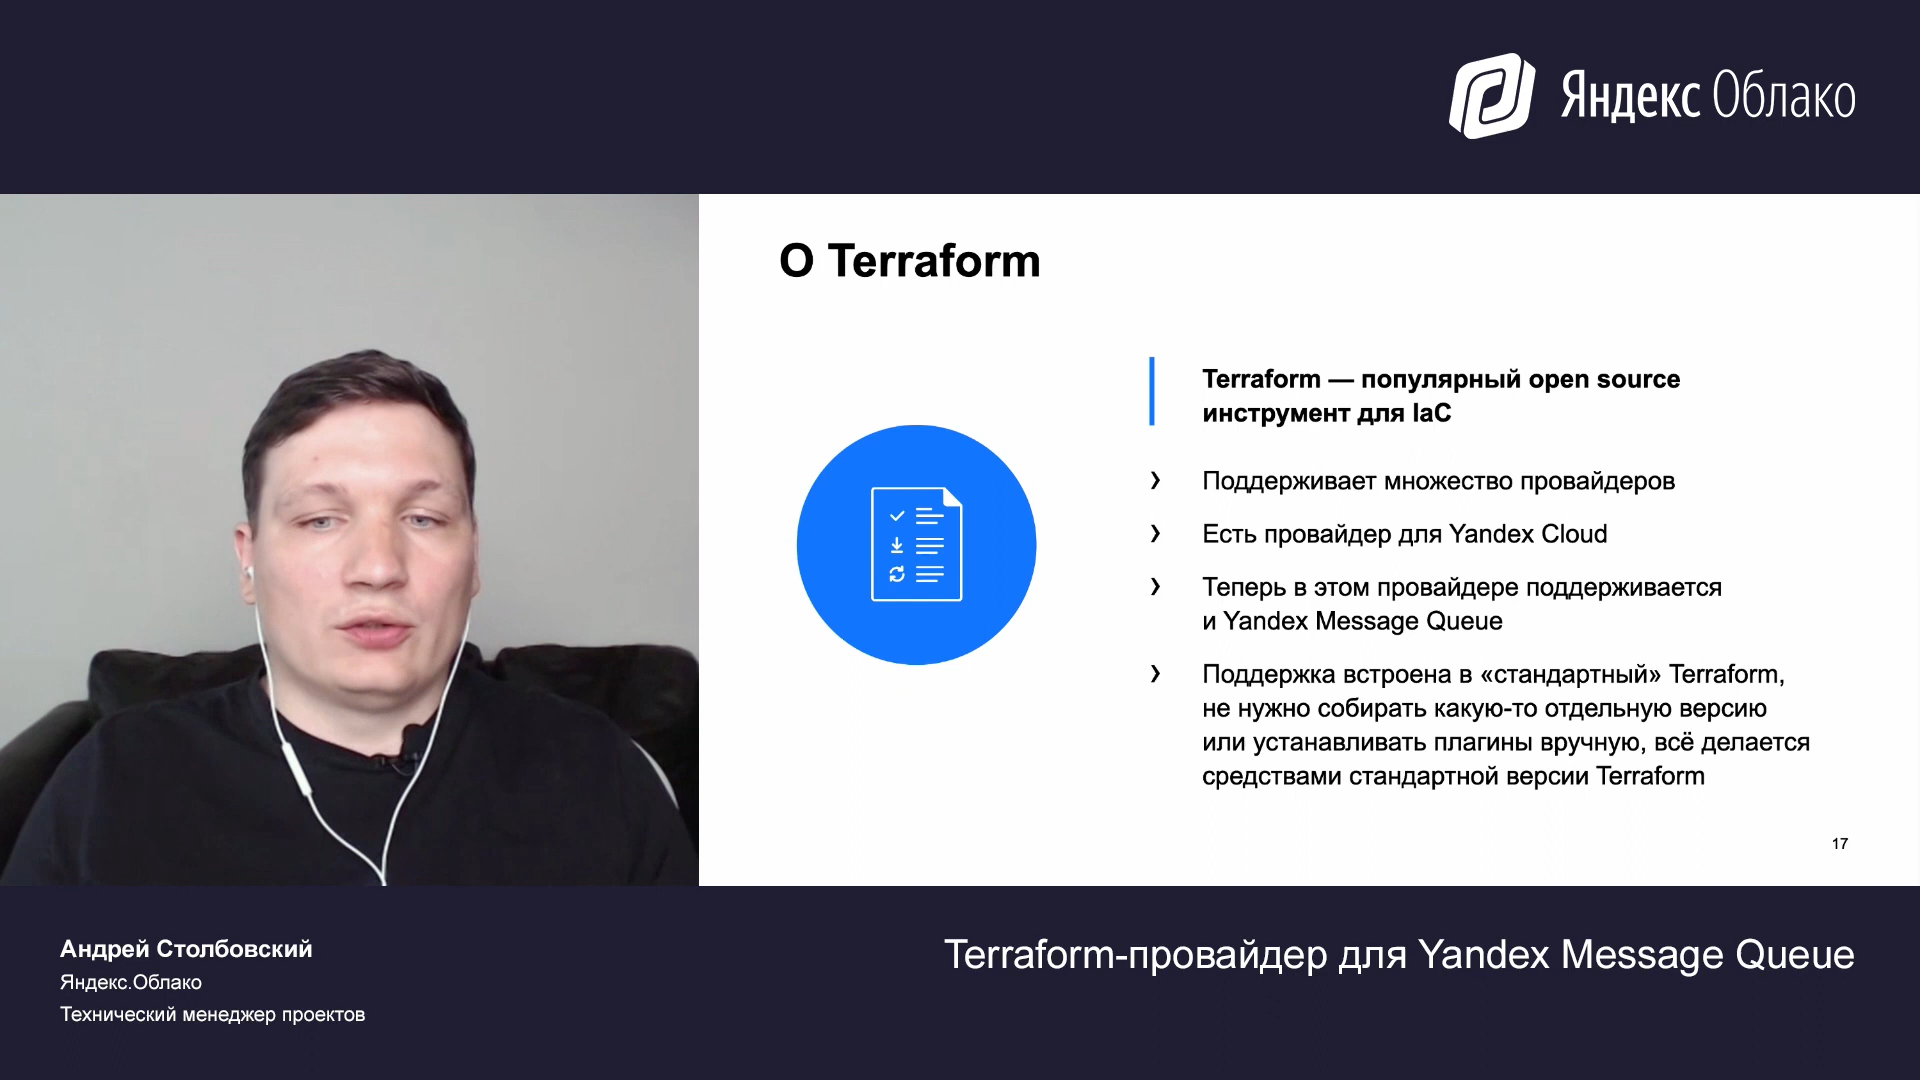 Яндекс Облако
О Terraform
Terraform — популярный open source
инструмент для IaC
Поддерживает множество провайдеров
Есть провайдер для Yandex Cloud
Теперь в этом провайдере поддерживается
и Yandex Message Queue
Поддержка встроена в «стандартный» Terraform,
не нужно собирать какую-то отдельную версию
или устанавливать плагины вручную, всё делается
средствами стандартной версии Terraform
17
Андрей Столбовский
Яндекс.Облако
Технический менеджер проектов
Terraform-провайдер для Yandex Message Queue